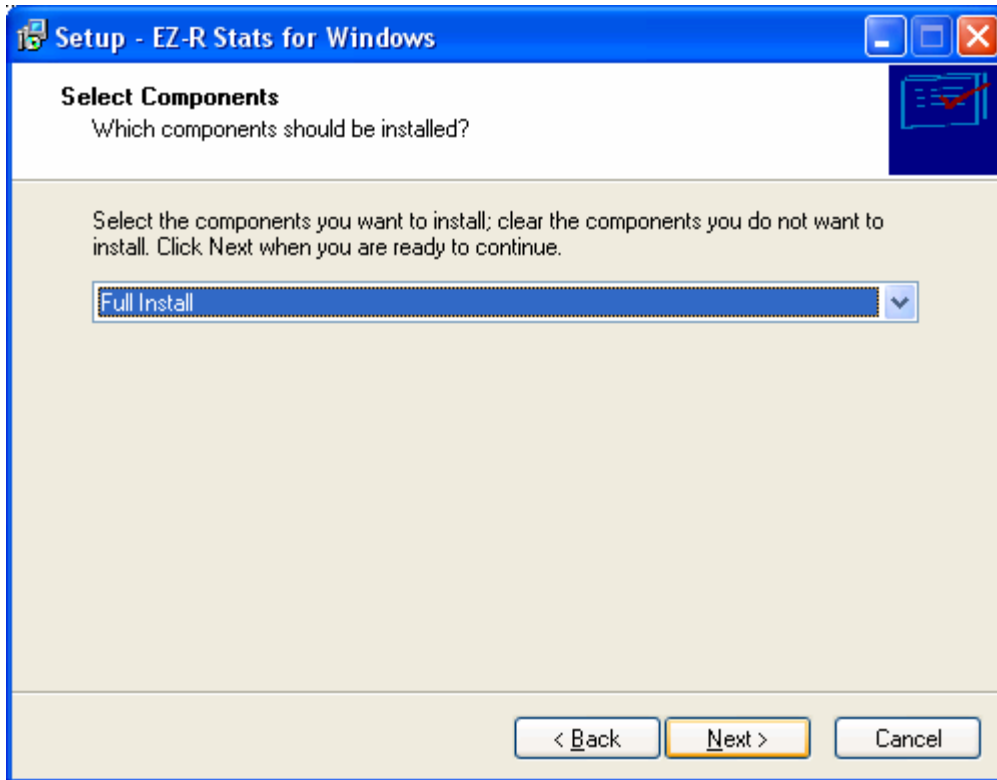 Setup - EZ-R Stats for Windows
Select Components
Which components should be installed?
Select the components you want to install; clear the components you do not want to
install. Click Next when you are ready to continue.
Full Install
< Back Next > Cancel